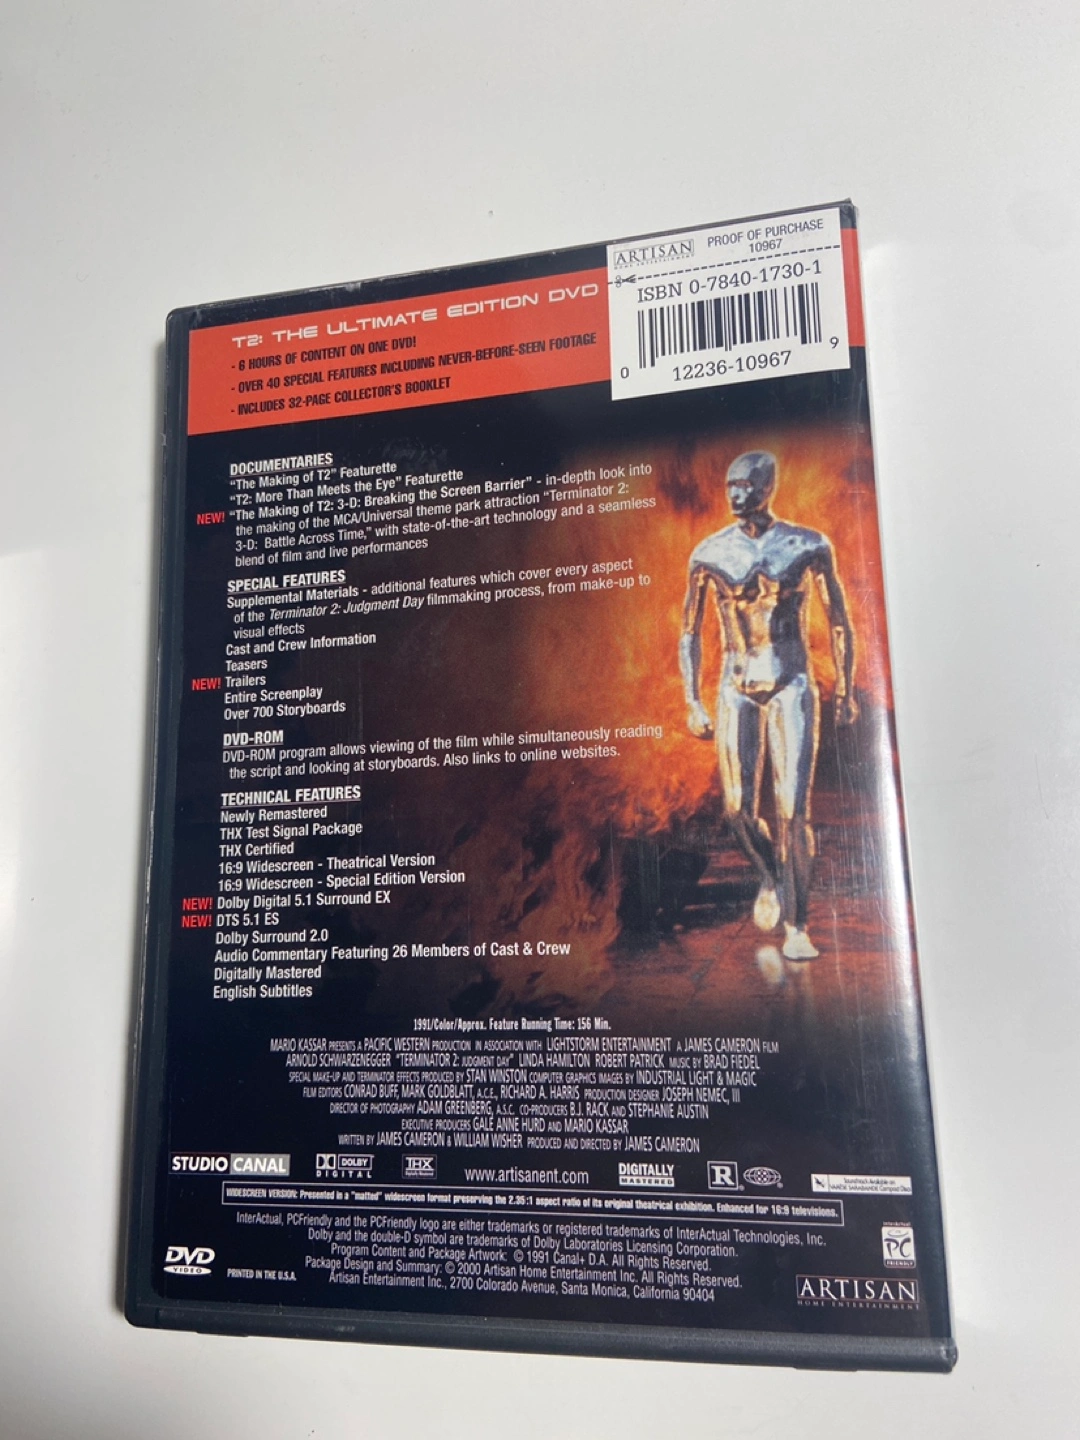 ARTISAN
HOME ENTERTAINMENT
PROOF OF PURCHASE
10967
ISBN 0-7840-1730-1
0 12236-10967 9
T2: THE ULTIMATE EDITION DVD
- 6 HOURS OF CONTENT ON ONE DVD!
- OVER 40 SPECIAL FEATURES INCLUDING NEVER-BEFORE-SEEN FOOTAGE
- INCLUDES 32-PAGE COLLECTOR'S BOOKLET
DOCUMENTARIES
"The Making of T2" Featurette
"T2: More Than Meets the Eye" Featurette
NEW! "The Making of T2: 3-D: Breaking the Screen Barrier" - in-depth look into
the making of the MCA/Universal theme park attraction "Terminator 2:
3-D: Battle Across Time," with state-of-the-art technology and a seamless
blend of film and live performances
SPECIAL FEATURES
Supplemental Materials - additional features which cover every aspect
of the Terminator 2: Judgment Day filmmaking process, from make-up to
visual effects
Cast and Crew Information
Teasers
NEW! Trailers
Entire Screenplay
Over 700 Storyboards
DVD-ROM
DVD-ROM program allows viewing of the film while simultaneously reading
the script and looking at storyboards. Also links to online websites.
TECHNICAL FEATURES
Newly Remastered
THX Test Signal Package
THX Certified
16:9 Widescreen - Theatrical Version
16:9 Widescreen - Special Edition Version
NEW! Dolby Digital 5.1 Surround EX
NEW! DTS 5.1 ES
Dolby Surround 2.0
Audio Commentary Featuring 26 Members of Cast & Crew
Digitally Mastered
English Subtitles
1991/Color/Approx. Feature Running Time: 156 Min.
MARIO KASSAR PRESENTS A PACIFIC WESTERN PRODUCTION IN ASSOCIATION WITH LIGHTSTORM ENTERTAINMENT A JAMES CAMERON FILM
ARNOLD SCHWARZENEGGER "TERMINATOR 2: JUDGMENT DAY" LINDA HAMILTON ROBERT PATRICK MUSIC BY BRAD FIEDEL
SPECIAL MAKE-UP AND TERMINATOR EFFECTS PRODUCED BY STAN WINSTON COMPUTER GRAPHICS IMAGES BY INDUSTRIAL LIGHT & MAGIC
FILM EDITORS CONRAD BUFF, MARK GOLDBLATT, A.C.E., RICHARD A. HARRIS PRODUCTION DESIGNER JOSEPH NEMEC, III
DIRECTOR OF PHOTOGRAPHY ADAM GREENBERG, A.S.C. CO-PRODUCERS B.J. RACK AND STEPHANIE AUSTIN
EXECUTIVE PRODUCERS GALE ANNE HURD AND MARIO KASSAR
WRITTEN BY JAMES CAMERON & WILLIAM WISHER PRODUCED AND DIRECTED BY JAMES CAMERON
STUDIO CANAL
DOLBY
DIGITAL
THX
www.artisanent.com
DIGITALLY
MASTERED
R
Soundtrack Available on
VARÈSE SARABANDE Compact Discs
WIDESCREEN VERSION: Presented in a "matted" widescreen format preserving the 2.35:1 aspect ratio of its original theatrical exhibition. Enhanced for 16:9 televisions.
InterActual, PCFriendly and the PCFriendly logo are either trademarks or registered trademarks of InterActual Technologies, Inc.
Dolby and the double-D symbol are trademarks of Dolby Laboratories Licensing Corporation.
Program Content and Package Artwork: © 1991 Canal+ D.A. All Rights Reserved.
Package Design and Summary: © 2000 Artisan Home Entertainment Inc. All Rights Reserved.
Artisan Entertainment Inc., 2700 Colorado Avenue, Santa Monica, California 90404
DVD
VIDEO
PRINTED IN THE U.S.A.
InterActual
PC
FRIENDLY
ARTISAN
HOME ENTERTAINMENT